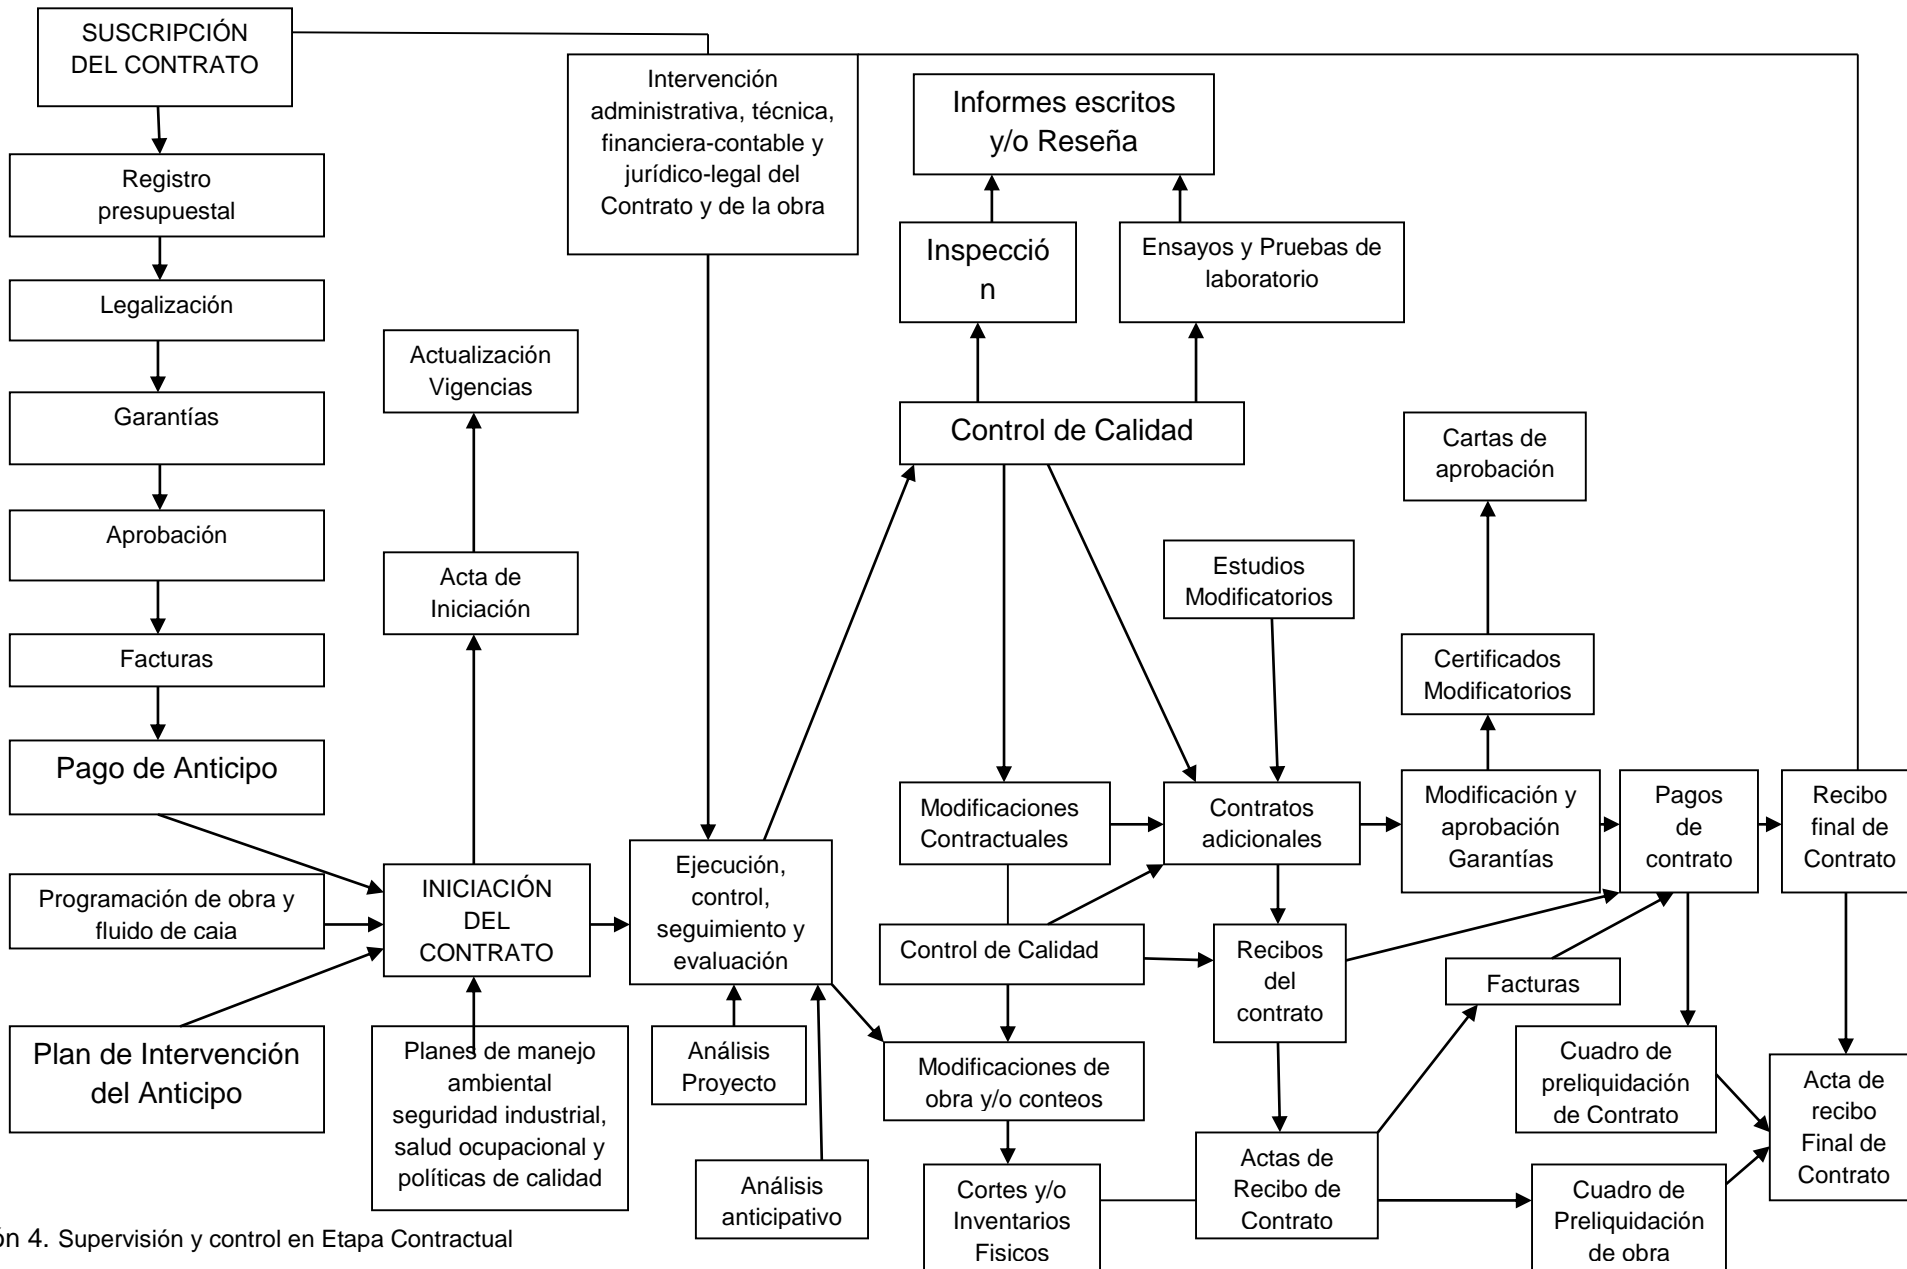 SUSCRIPCIÓN
DEL CONTRATO
Registro
presupuestal
Legalización
Garantías
Aprobación
Facturas
Pago de Anticipo
Programación de obra y
fluido de caia
Plan de Intervención
del Anticipo
Actualización
Vigencias
Acta de
Iniciación
INICIACIÓN
DEL
CONTRATO
Planes de manejo
ambiental
seguridad industrial,
salud ocupacional y
políticas de calidad
Intervención
administrativa, técnica,
financiera-contable y
jurídico-legal del
Contrato y de la obra
Ejecución,
control,
seguimiento y
evaluación
Análisis
Proyecto
Análisis
anticipativo
Informes escritos
y/o Reseña
Inspecció
n
Ensayos y Pruebas de
laboratorio
Control de Calidad
Modificaciones
Contractuales
Control de Calidad
Modificaciones de
obra y/o conteos
Cortes y/o
Inventarios
Fisicos
Estudios
Modificatorios
Contratos
adicionales
Recibos
del
contrato
Actas de
Recibo de
Contrato
Cartas de
aprobación
Certificados
Modificatorios
Modificación y
aprobación
Garantías
Facturas
Pagos
de
contrato
Cuadro de
preliquidación
de Contrato
Cuadro de
Preliquidación
de obra
Recibo
final de
Contrato
Acta de
recibo
Final de
Contrato
ón 4. Supervisión y control en Etapa Contractual